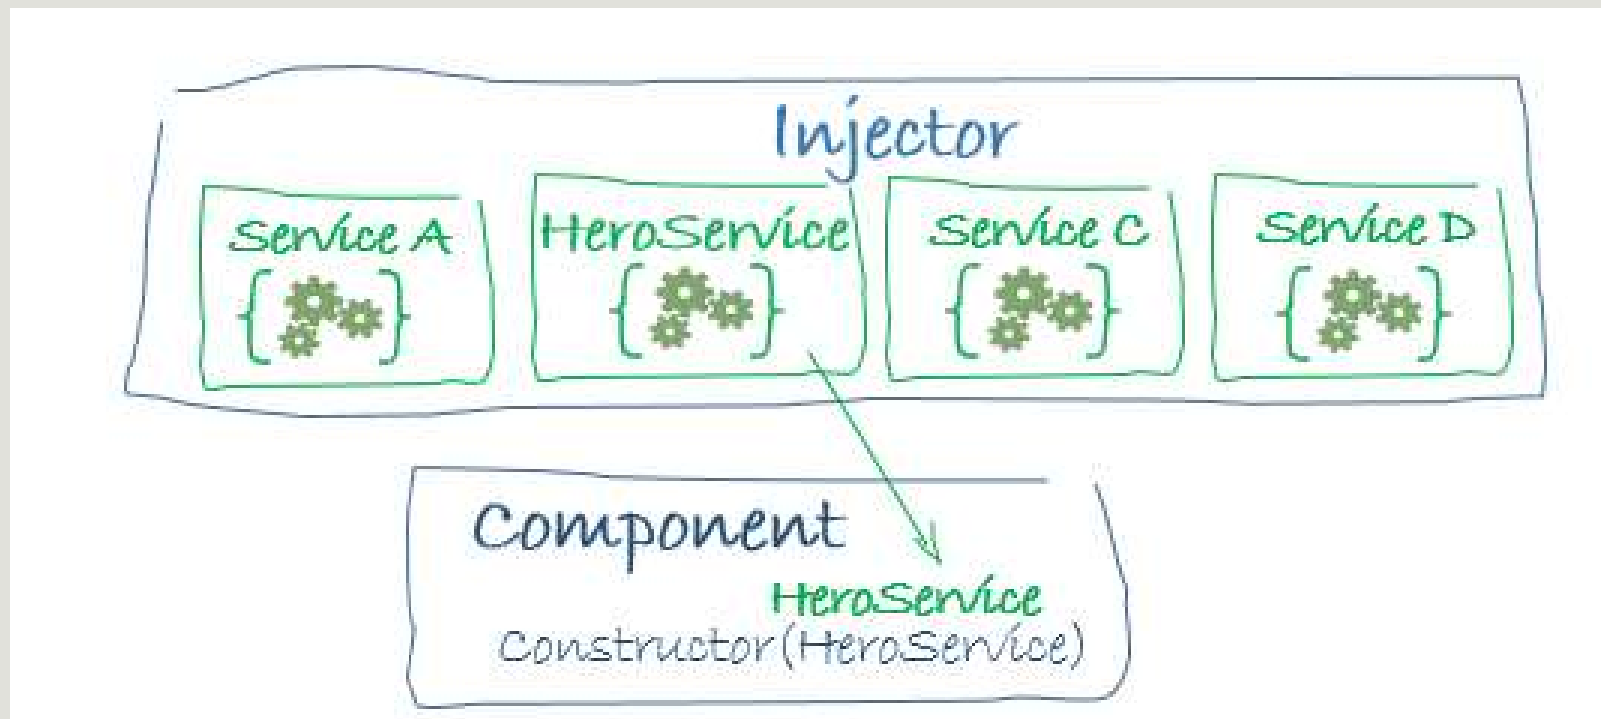 Injector
Service A
HeroService
Service C
Service D
Component
HeroService
Constructor(HeroService)